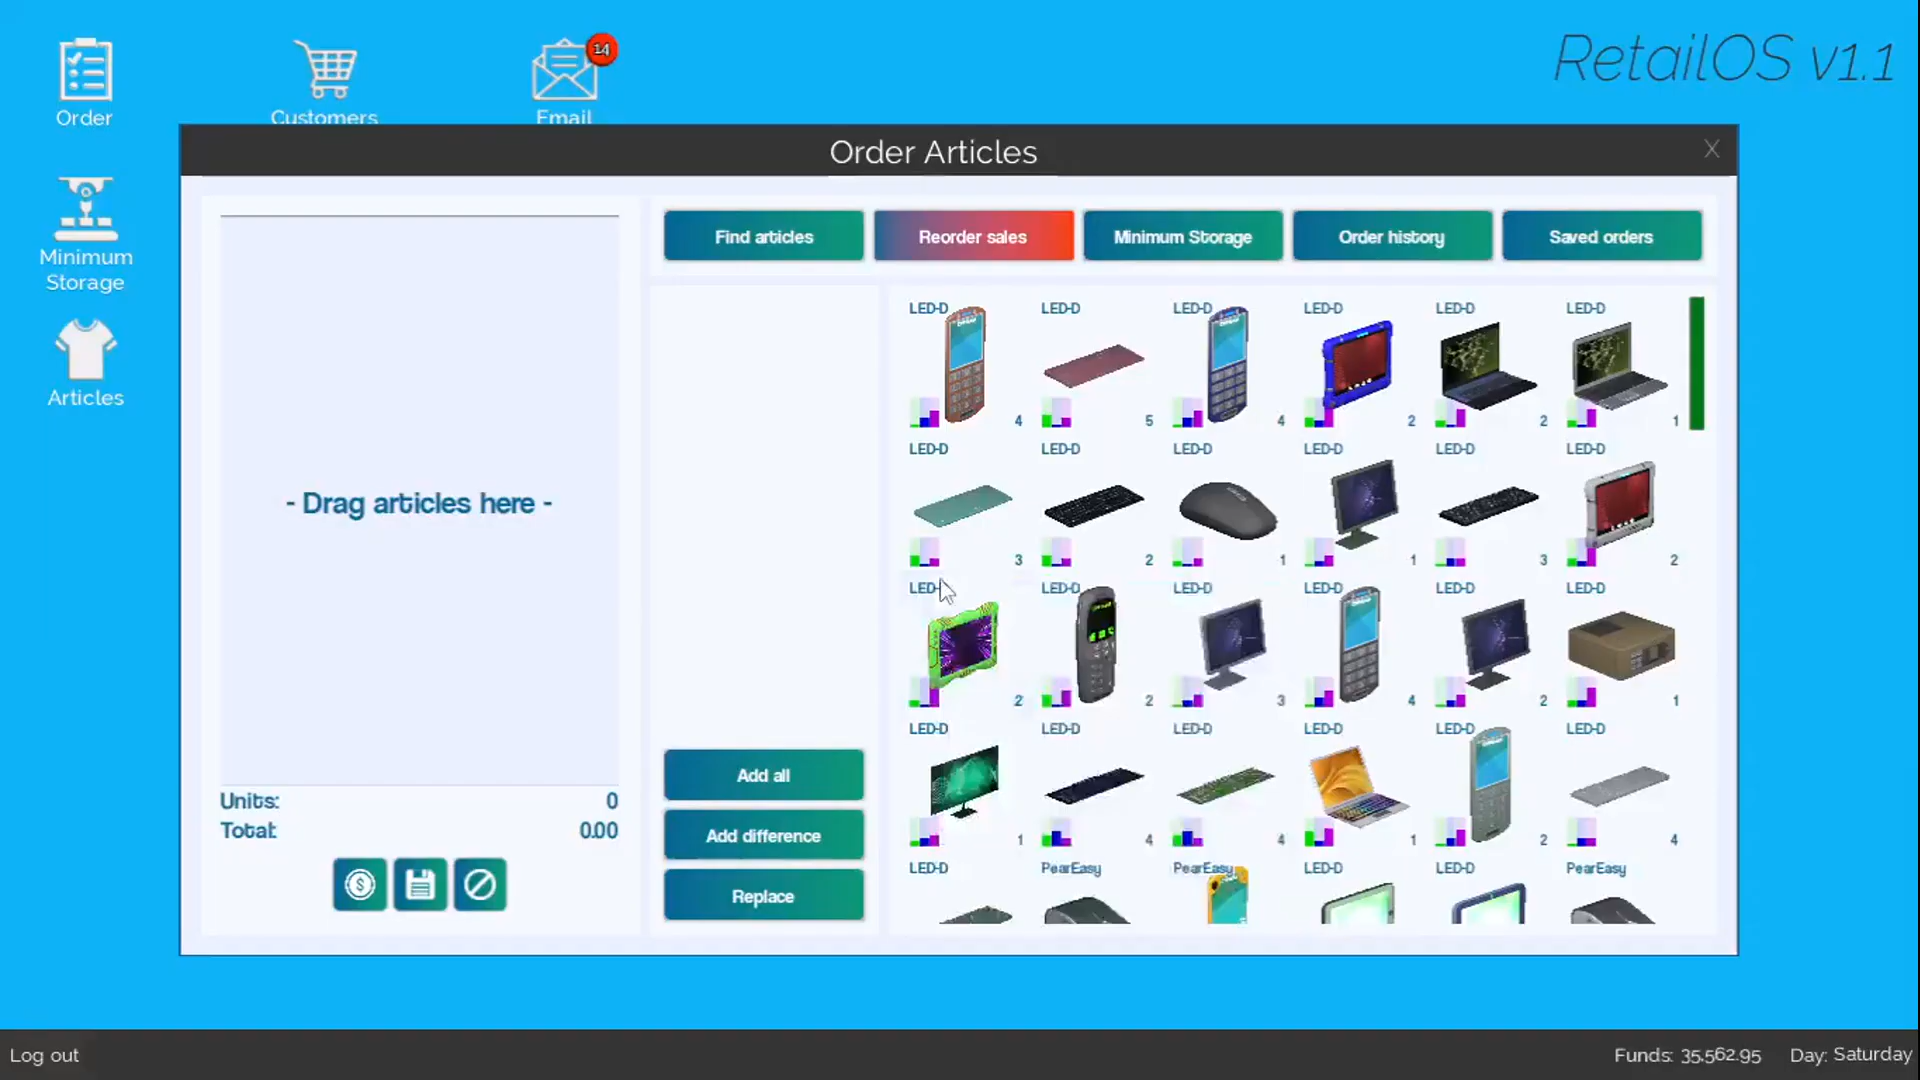 RetailOS v1.1
14
Order
Customers
Email
Minimum
Storage
Articles
Order Articles
X
Find articles
Reorder sales
Minimum Storage
Order history
Saved orders
- Drag articles here -
Units: 0
Total: 0.00
Add all
Add difference
Replace
LED-D LED-D LED-D LED-D LED-D LED-D
4 5 4 2 2 1
LED-D LED-D LED-D LED-D LED-D LED-D
3 2 1 1 3 2
LED-D LED-D LED-D LED-D LED-D
2 2 3 4 2 1
LED-D LED-D LED-D LED-D LED-D LED-D
1 4 4 1 2 4
LED-D PearEasy PearEasy LED-D LED-D PearEasy
Log out
Funds: 35,562.95 Day: Saturday